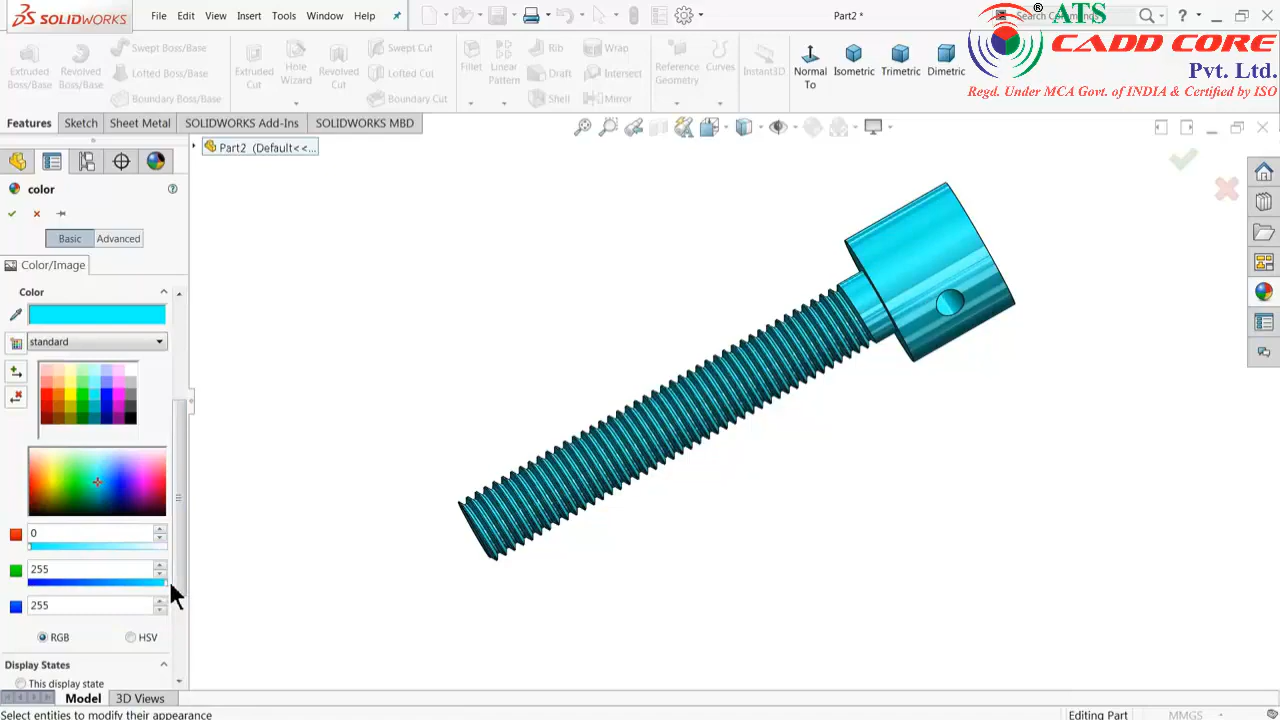 SOLIDWORKS
File Edit View Insert Tools Window Help
Part2 *
Search Commands
?
® ATS
CADD CORE
Pvt. Ltd.
Regd. Under MCA Govt. of INDIA & Certified by ISO
Extruded Boss/Base
Revolved Boss/Base
Swept Boss/Base
Lofted Boss/Base
Boundary Boss/Base
Extruded Cut
Hole Wizard
Revolved Cut
Swept Cut
Lofted Cut
Boundary Cut
Fillet
Linear Pattern
Rib
Draft
Shell
Wrap
Intersect
Mirror
Reference Geometry
Curves
Instant3D
Normal To
Isometric
Trimetric
Dimetric
Features Sketch Sheet Metal SOLIDWORKS Add-Ins SOLIDWORKS MBD
Part2 (Default<<...
color
?
Basic Advanced
Color/Image
Color
standard
0
255
255
RGB HSV
Display States
This display state
Model 3D Views
Select entities to modify their appearance
Editing Part
MMGS